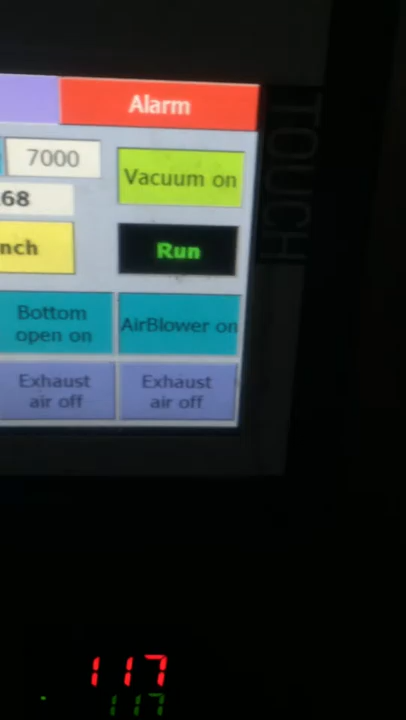 Alarm
7000
Vacuum on
68
nch
Run
Bottom
open on
AirBlower on
Exhaust
air off
Exhaust
air off
TOUCH
117
117